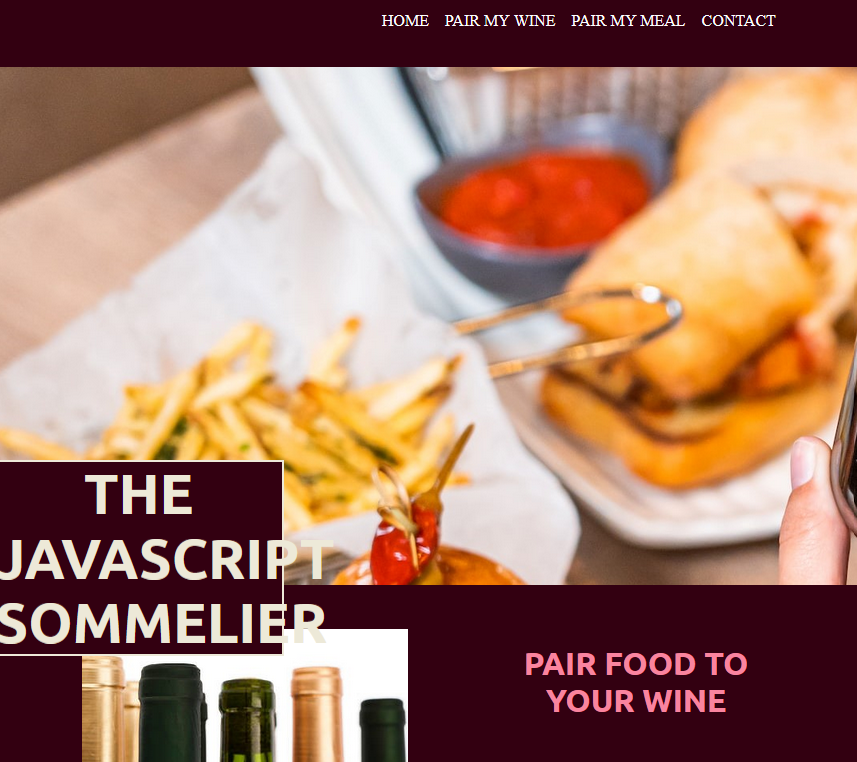 HOME PAIR MY WINE PAIR MY MEAL CONTACT
THE
JAVASCRIPT
SOMMELIER
PAIR FOOD TO
YOUR WINE